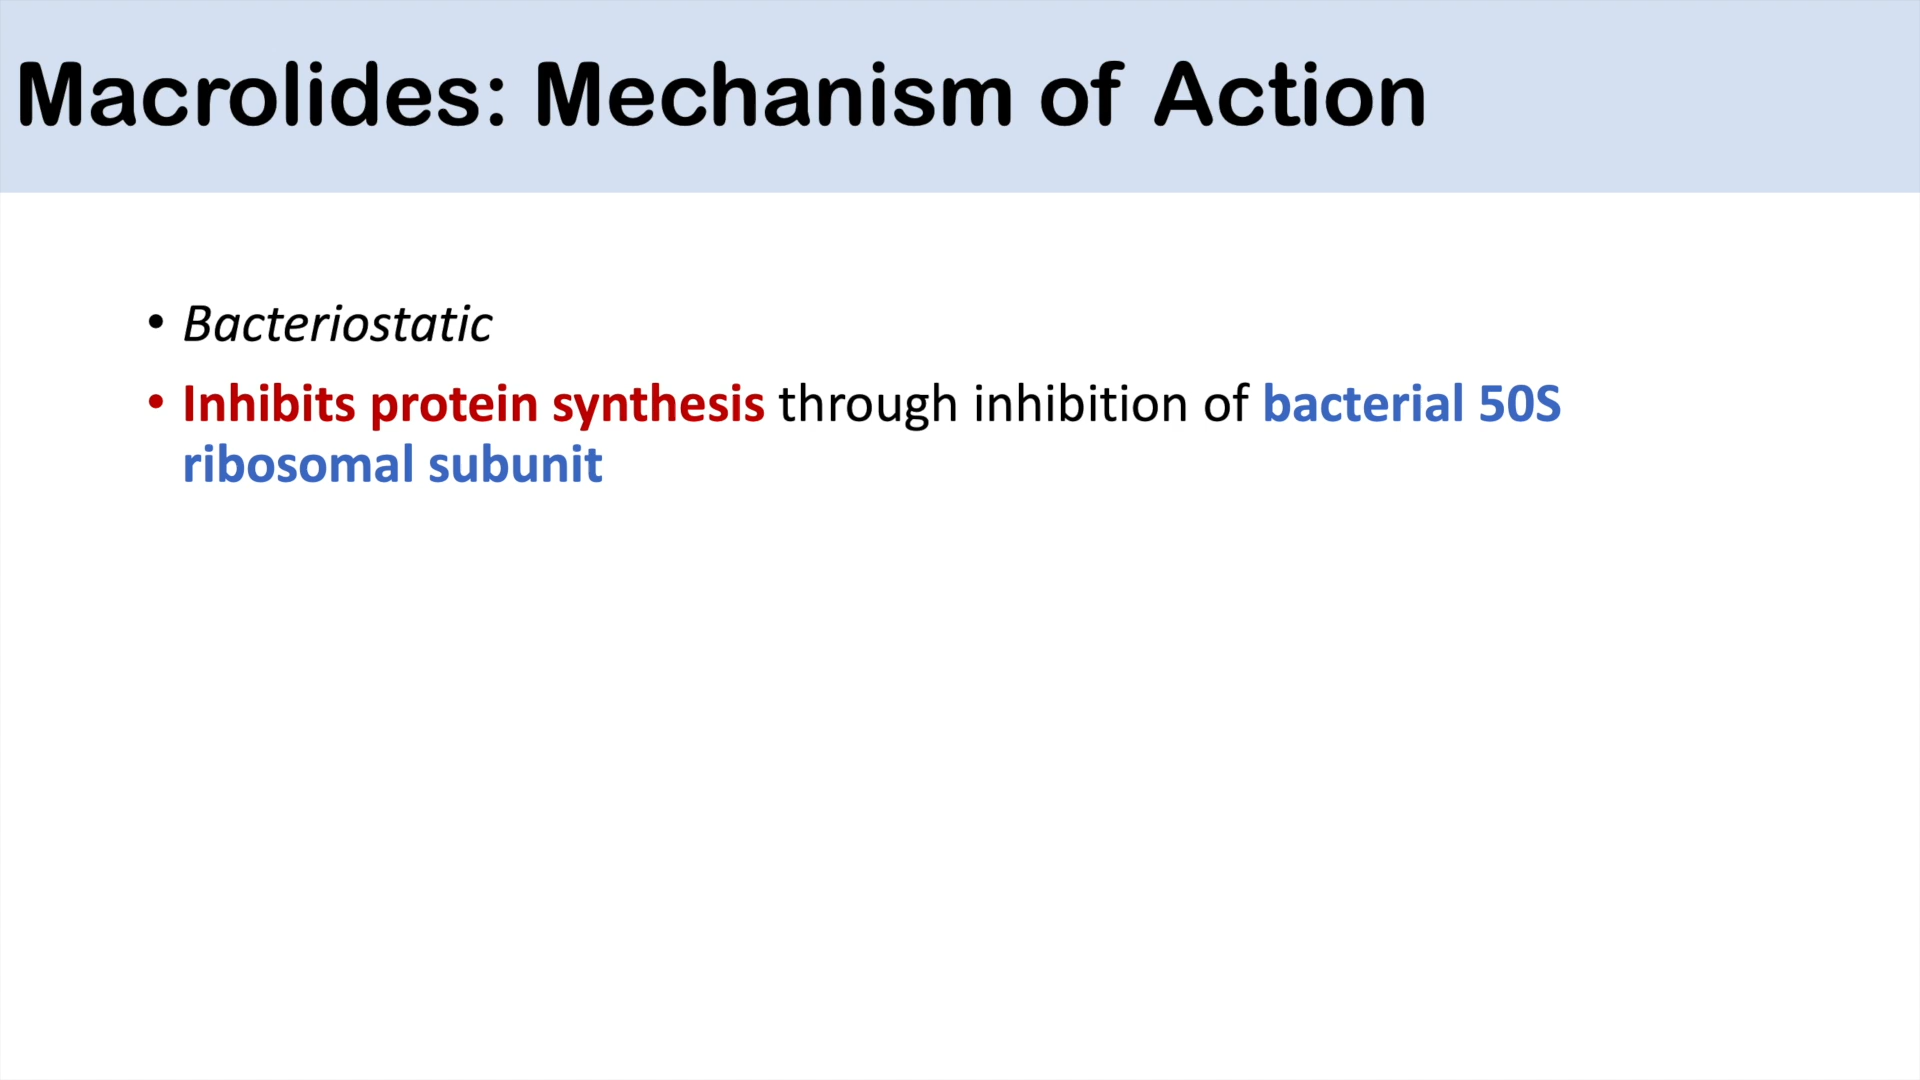 Macrolides: Mechanism of Action
• Bacteriostatic
• Inhibits protein synthesis through inhibition of bacterial 50S
ribosomal subunit